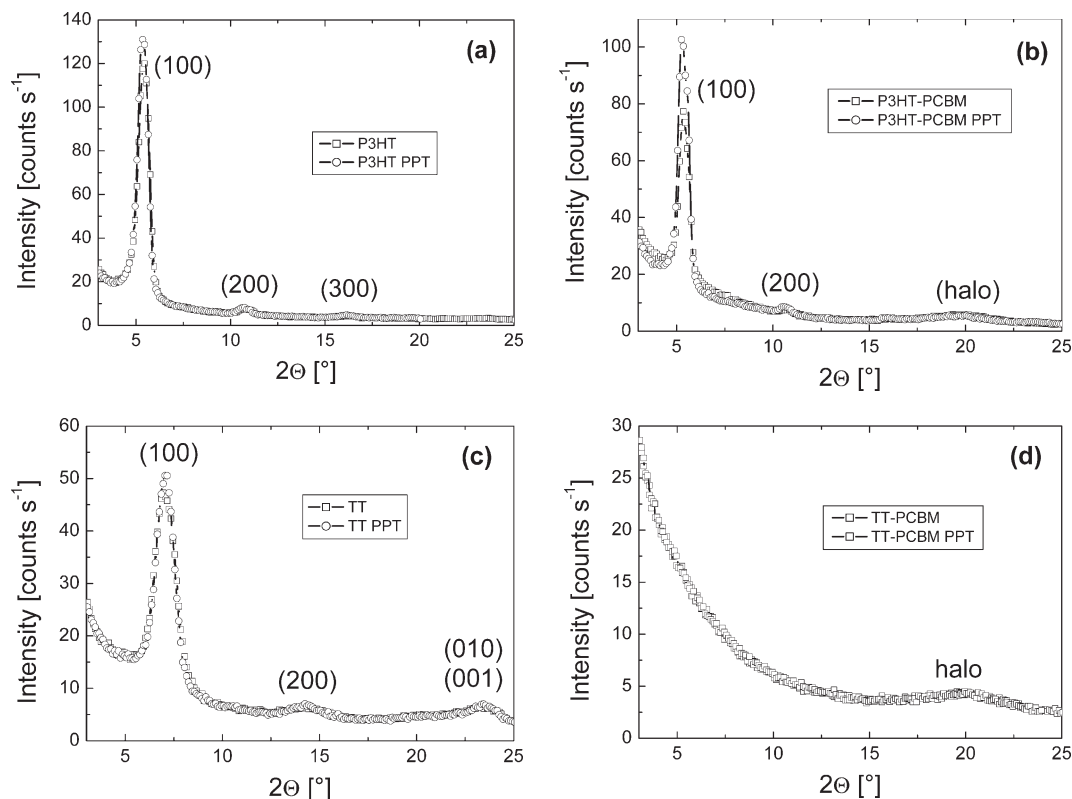 (a)
(100)
P3HT
P3HT PPT
(200)
(300)
Intensity [counts s-1]
0
20
40
60
80
100
120
140
5
10
15
20
25
2Θ [°]
(b)
(100)
P3HT-PCBM
P3HT-PCBM PPT
(200)
(halo)
Intensity [counts s-1]
0
20
40
60
80
100
5
10
15
20
25
2Θ [°]
(c)
(100)
TT
TT PPT
(200)
(010)
(001)
Intensity [counts s-1]
0
10
20
30
40
50
60
5
10
15
20
25
2Θ [°]
(d)
TT-PCBM
TT-PCBM PPT
halo
Intensity [counts s-1]
0
5
10
15
20
25
30
5
10
15
20
25
2Θ [°]